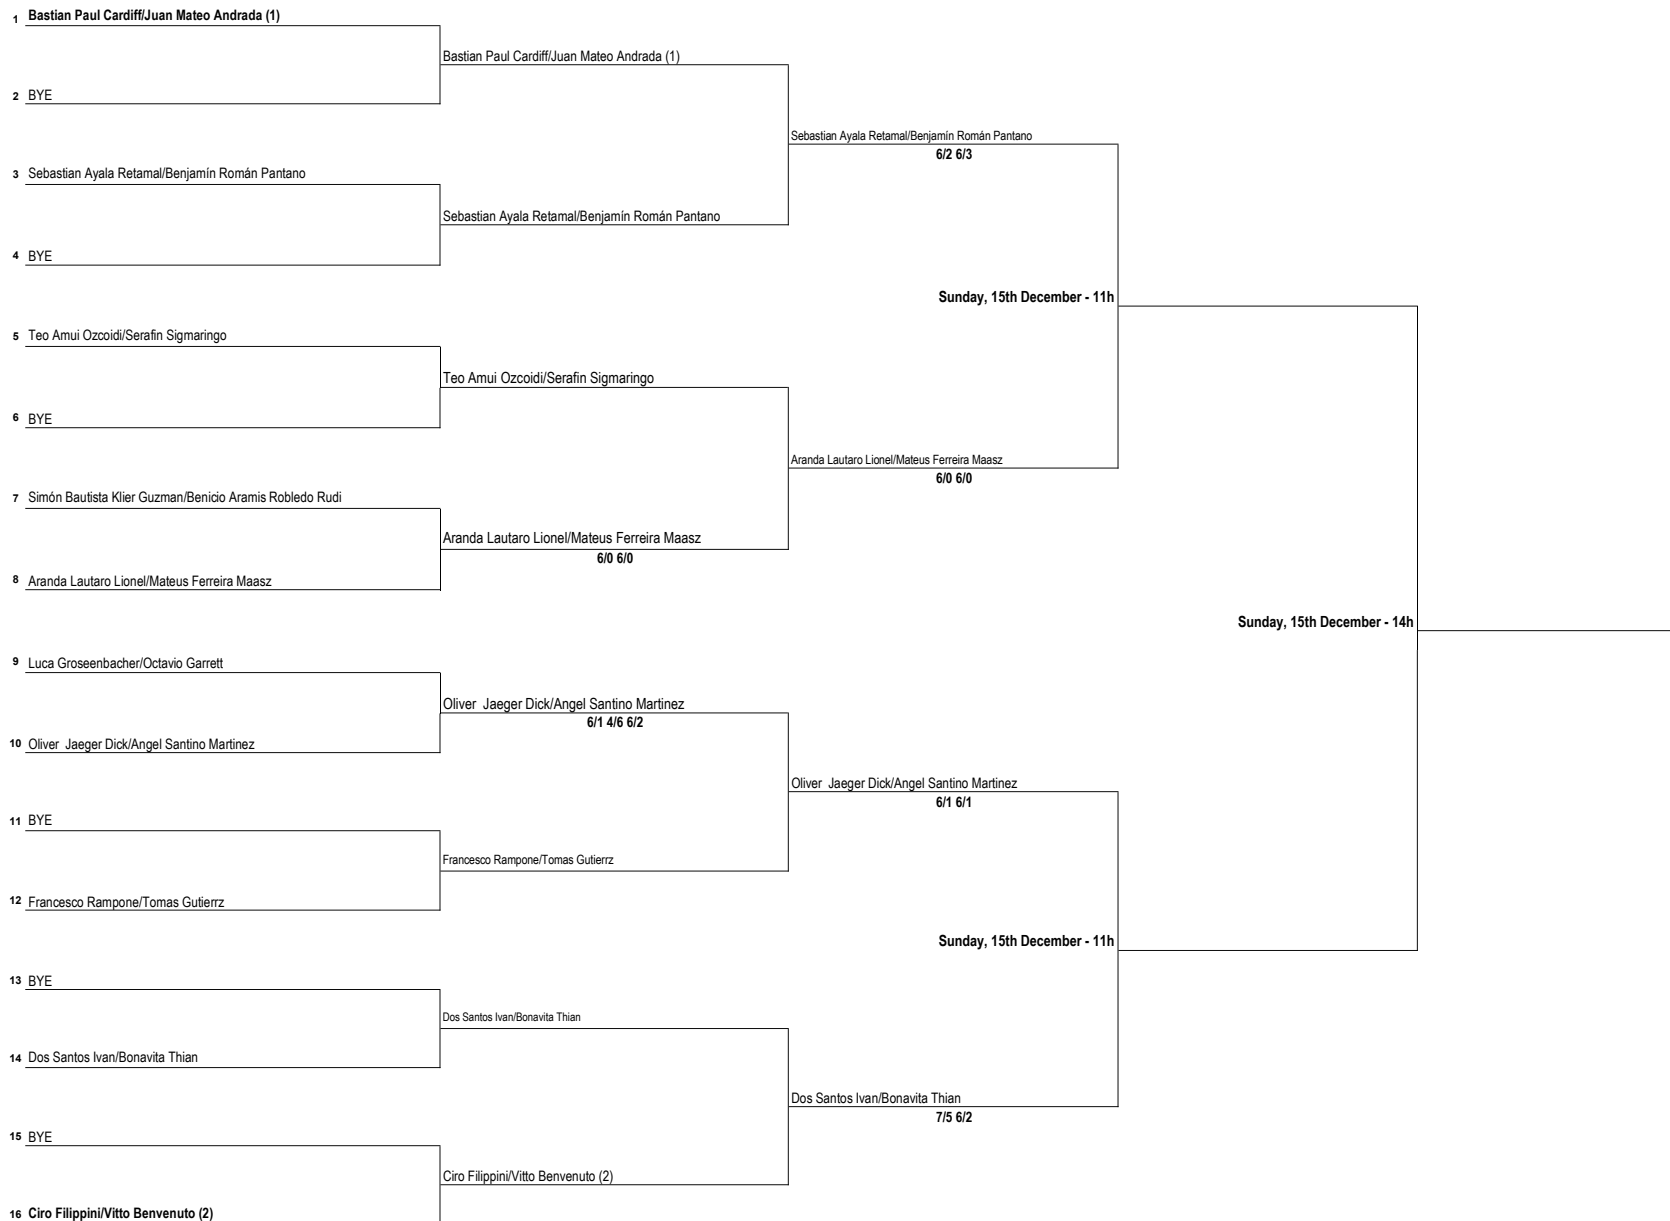 1 Bastian Paul Cardiff/Juan Mateo Andrada (1)
Bastian Paul Cardiff/Juan Mateo Andrada (1)
2 BYE
Sebastian Ayala Retamal/Benjamín Román Pantano
6/2 6/3
3 Sebastian Ayala Retamal/Benjamín Román Pantano
Sebastian Ayala Retamal/Benjamín Román Pantano
4 BYE
Sunday, 15th December - 11h
5 Teo Amui Ozcoidi/Serafin Sigmaringo
Teo Amui Ozcoidi/Serafin Sigmaringo
6 BYE
Aranda Lautaro Lionel/Mateus Ferreira Maasz
6/0 6/0
7 Simón Bautista Klier Guzman/Benicio Aramis Robledo Rudi
Aranda Lautaro Lionel/Mateus Ferreira Maasz
6/0 6/0
8 Aranda Lautaro Lionel/Mateus Ferreira Maasz
Sunday, 15th December - 14h
9 Luca Groseenbacher/Octavio Garrett
Oliver  Jaeger Dick/Angel Santino Martinez
6/1 4/6 6/2
10 Oliver  Jaeger Dick/Angel Santino Martinez
Oliver  Jaeger Dick/Angel Santino Martinez
6/1 6/1
11 BYE
Francesco Rampone/Tomas Gutierrz
12 Francesco Rampone/Tomas Gutierrz
Sunday, 15th December - 11h
13 BYE
Dos Santos Ivan/Bonavita Thian
14 Dos Santos Ivan/Bonavita Thian
Dos Santos Ivan/Bonavita Thian
7/5 6/2
15 BYE
Ciro Filippini/Vitto Benvenuto (2)
16 Ciro Filippini/Vitto Benvenuto (2)